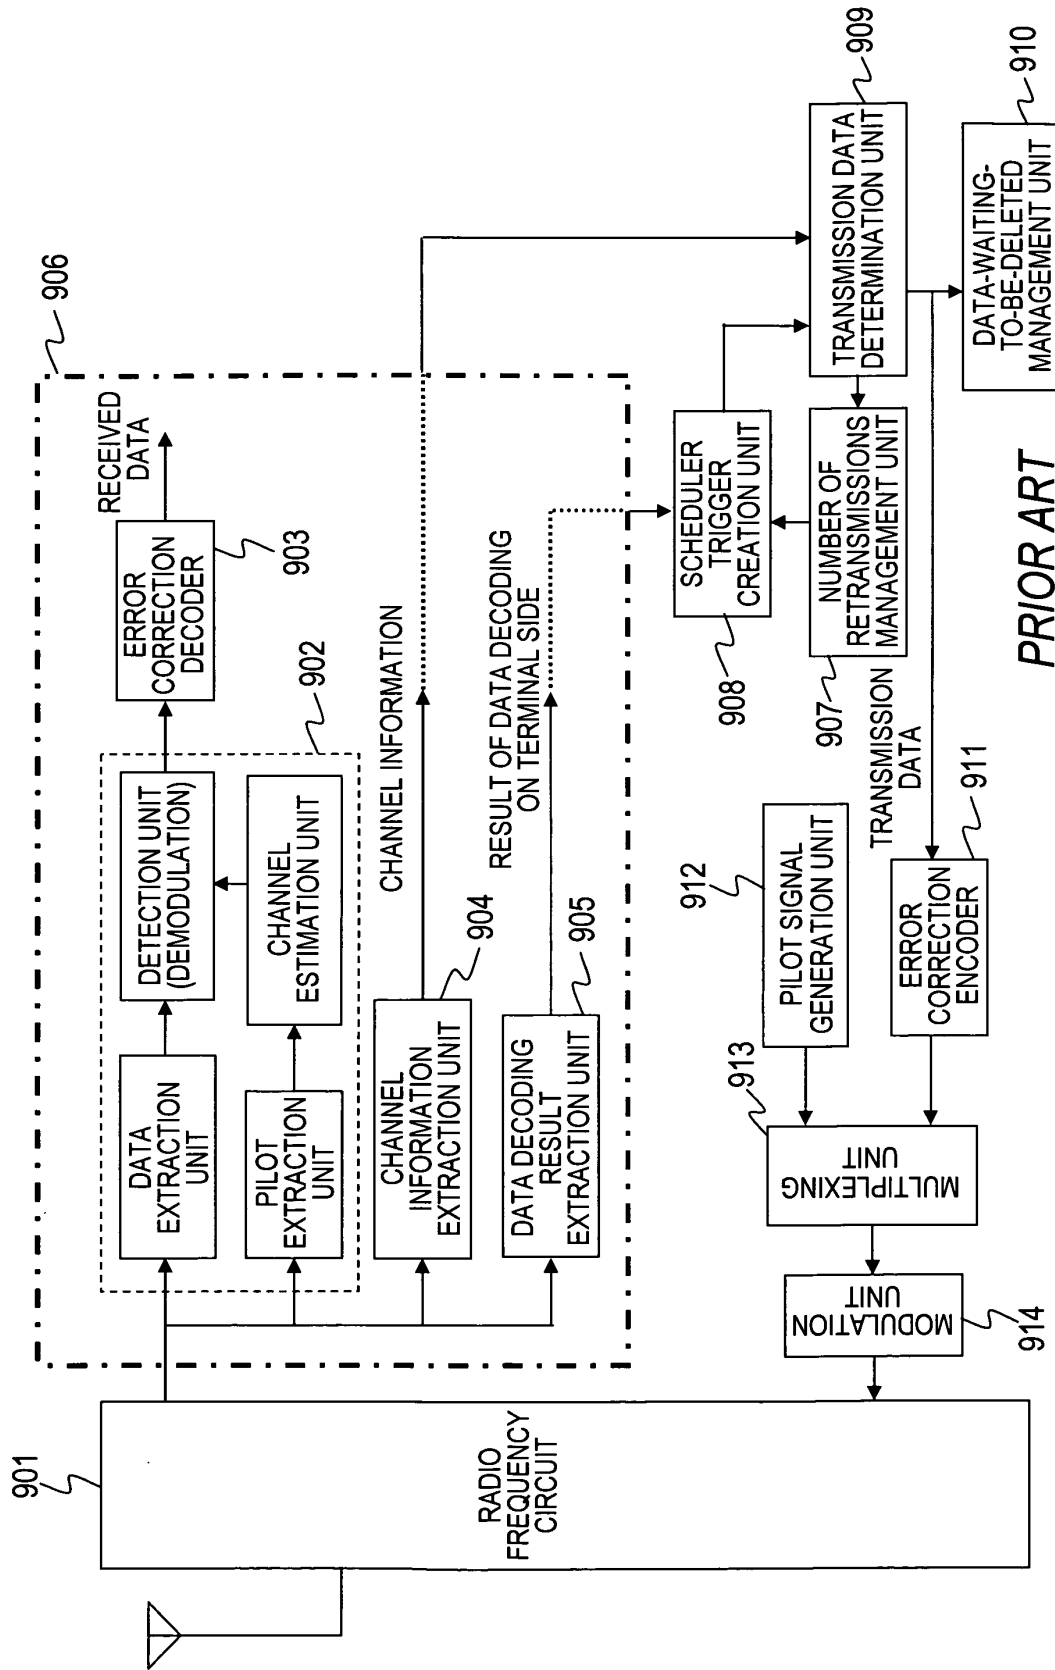 901
RADIO
FREQUENCY
CIRCUIT
906
DATA
EXTRACTION
UNIT
DETECTION UNIT
(DEMODULATION)
ERROR
CORRECTION
DECODER
903
RECEIVED
DATA
PILOT
EXTRACTION
UNIT
CHANNEL
ESTIMATION UNIT
902
CHANNEL
INFORMATION
EXTRACTION UNIT
904
CHANNEL INFORMATION
DATA DECODING
RESULT
EXTRACTION UNIT
905
RESULT OF DATA DECODING
ON TERMINAL SIDE
SCHEDULER
TRIGGER
CREATION UNIT
908
NUMBER OF
RETRANSMISSIONS
MANAGEMENT UNIT
907
TRANSMISSION DATA
DETERMINATION UNIT
909
DATA-WAITING-
TO-BE-DELETED
MANAGEMENT UNIT
910
TRANSMISSION
DATA
912
PILOT SIGNAL
GENERATION UNIT
ERROR
CORRECTION
ENCODER
911
913
MULTIPLEXING
UNIT
MODULATION
UNIT
914
PRIOR ART